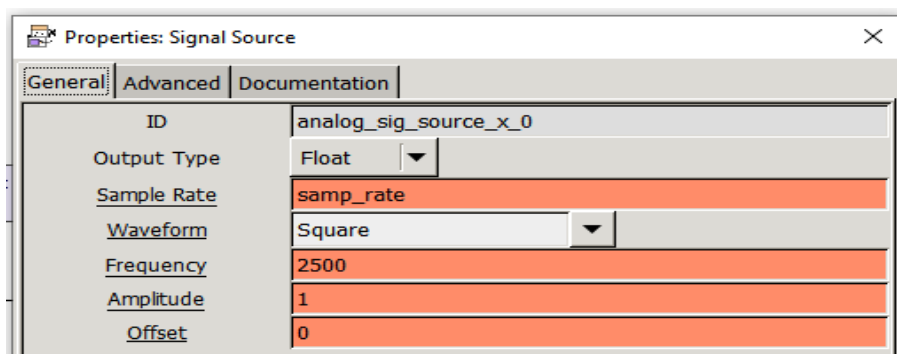 Properties: Signal Source
General Advanced Documentation
ID analog_sig_source_x_0
Output Type Float
Sample Rate samp_rate
Waveform Square
Frequency 2500
Amplitude 1
Offset 0